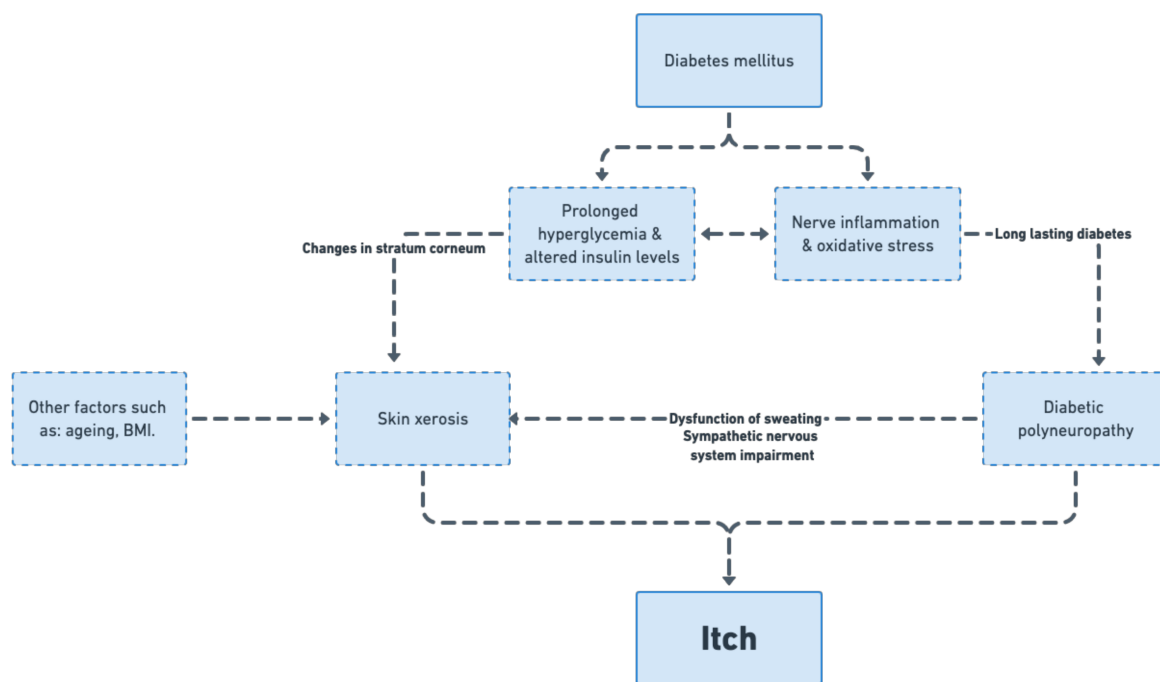 Diabetes mellitus
Prolonged
hyperglycemia &
altered insulin levels
Nerve inflammation
& oxidative stress
Changes in stratum corneum
Long lasting diabetes
Other factors such
as: ageing, BMI.
Skin xerosis
Dysfunction of sweating
Sympathetic nervous
system impairment
Diabetic
polyneuropathy
Itch